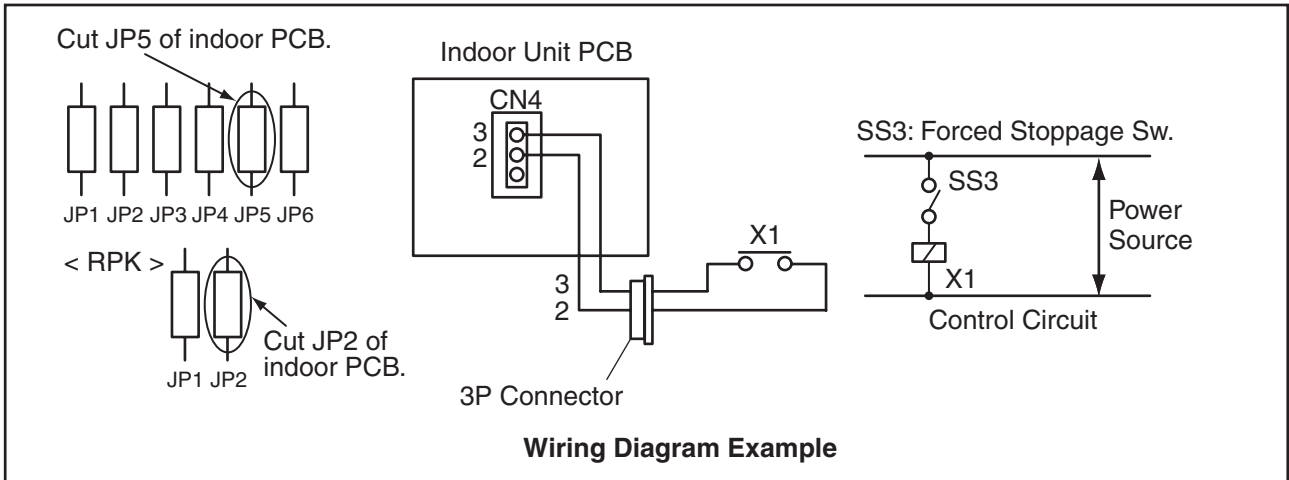 Cut JP5 of indoor PCB.
JP1 JP2 JP3 JP4 JP5 JP6
< RPK >
JP1 JP2
Cut JP2 of
indoor PCB.
Indoor Unit PCB
CN4
3
2
3
2
X1
3P Connector
SS3: Forced Stoppage Sw.
SS3
X1
Power
Source
Control Circuit
Wiring Diagram Example